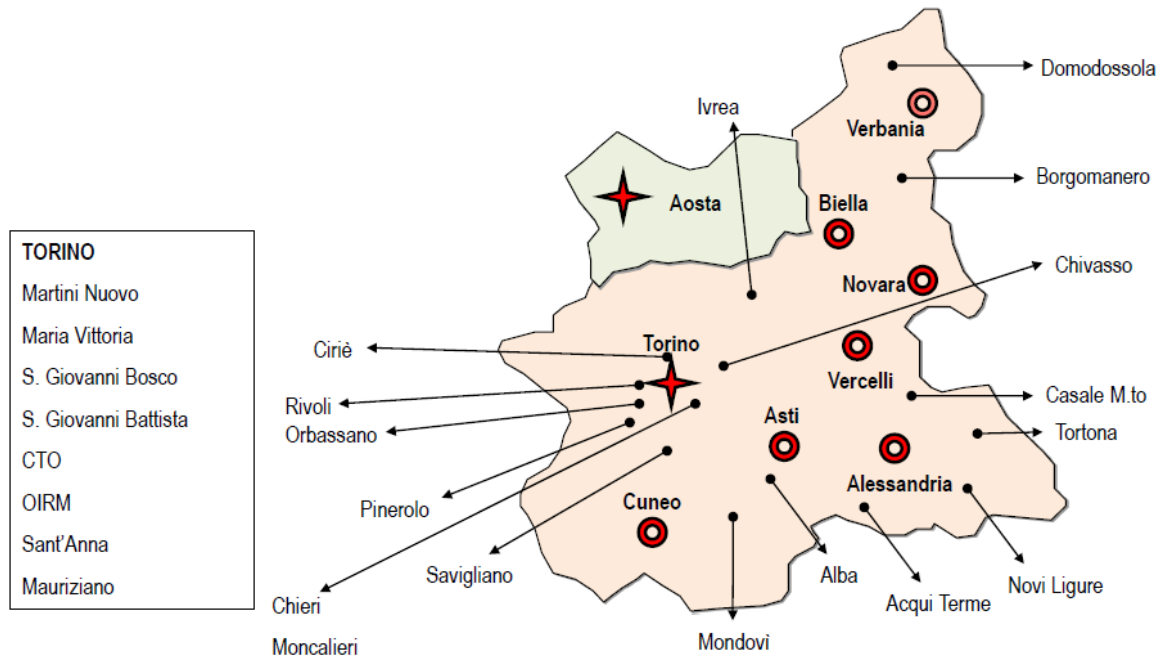 Domodossola
Ivrea
Verbania
Borgomanero
Aosta
Biella
TORINO
Martini Nuovo
Maria Vittoria
S. Giovanni Bosco
S. Giovanni Battista
CTO
OIRM
Sant'Anna
Mauriziano
Chivasso
Novara
Torino
Ciriè
Vercelli
Rivoli
Casale M.to
Orbassano
Asti
Tortona
Alessandria
Pinerolo
Cuneo
Savigliano
Alba
Novi Ligure
Acqui Terme
Chieri
Moncalieri
Mondovì